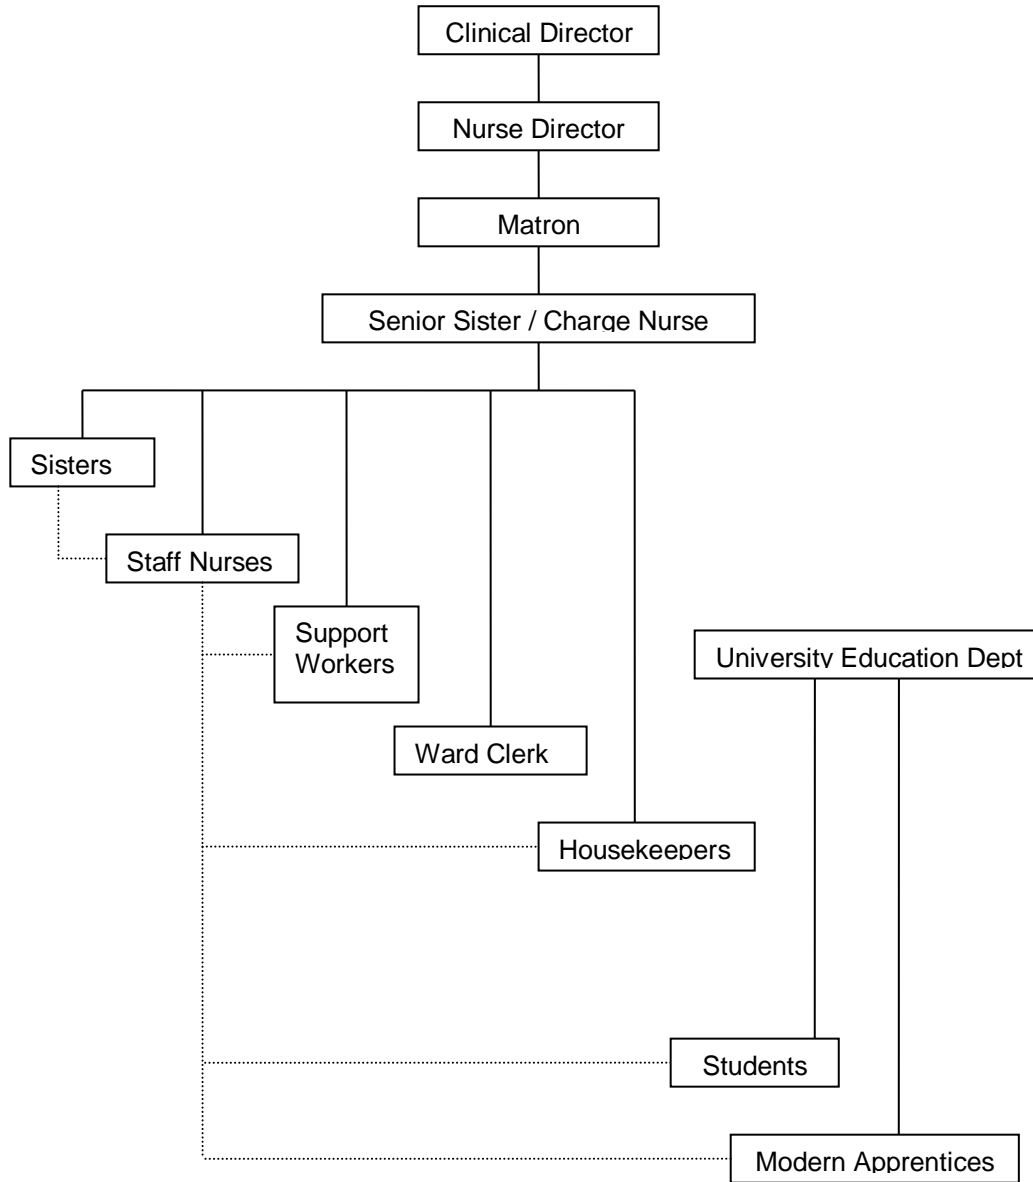 Clinical Director
Nurse Director
Matron
Senior Sister / Charge Nurse
Sisters
Staff Nurses
Support
Workers
University Education Dept
Ward Clerk
Housekeepers
Students
Modern Apprentices